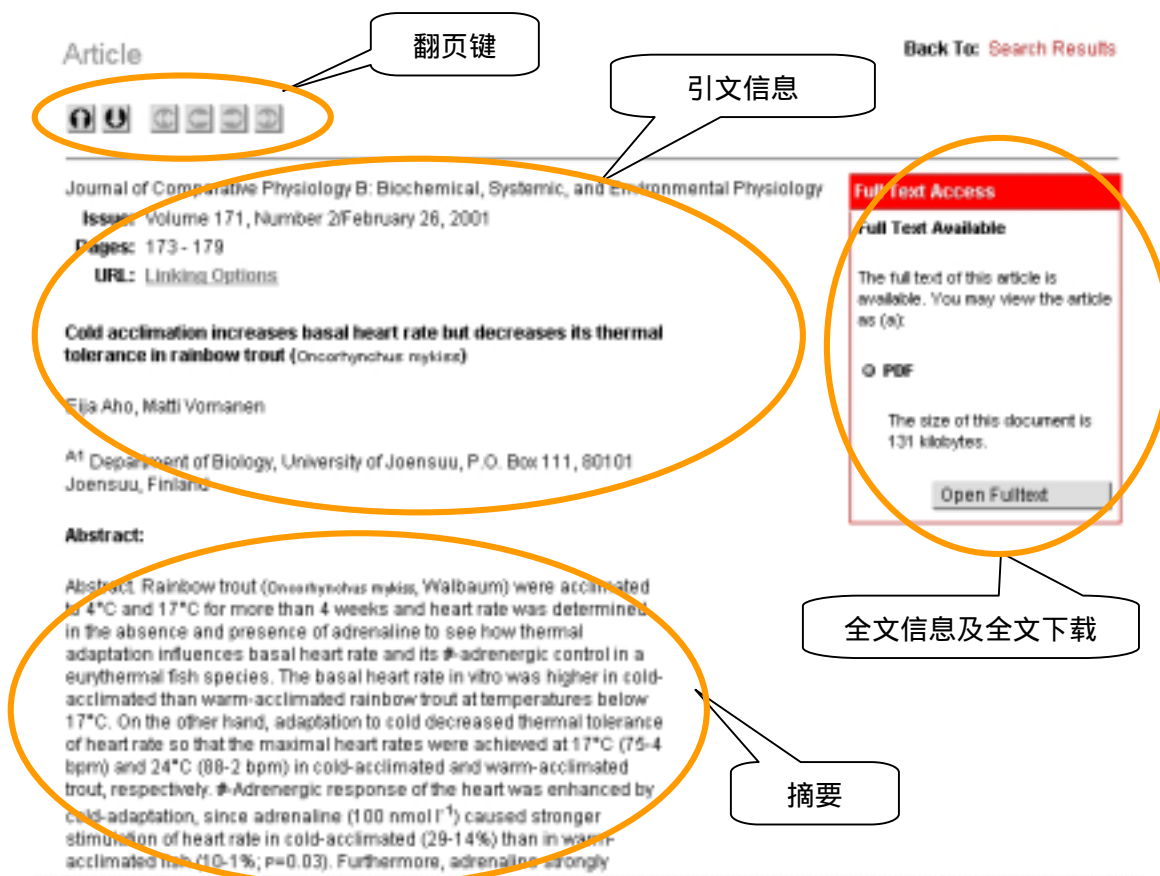 Article
翻页键
Back To: Search Results
引文信息
Journal of Comparative Physiology B: Biochemical, Systemic, and Environmental Physiology
Issue: Volume 171, Number 2/February 26, 2001
Pages: 173 - 179
URL: Linking Options
Cold acclimation increases basal heart rate but decreases its thermal
tolerance in rainbow trout (Oncorhynchus mykiss)
Eija Aho, Matti Vornanen
A1 Department of Biology, University of Joensuu, P.O. Box 111, 80101
Joensuu, Finland
Full Text Access
Full Text Available
The full text of this article is
available. You may view the article
as (a):
PDF
The size of this document is
131 kilobytes.
Open Fulltext
全文信息及全文下载
Abstract:
Abstract. Rainbow trout (Oncorhynchus mykiss, Walbaum) were acclimated
to 4°C and 17°C for more than 4 weeks and heart rate was determined
in the absence and presence of adrenaline to see how thermal
adaptation influences basal heart rate and its #-adrenergic control in a
eurythermal fish species. The basal heart rate in vitro was higher in cold-
acclimated than warm-acclimated rainbow trout at temperatures below
17°C. On the other hand, adaptation to cold decreased thermal tolerance
of heart rate so that the maximal heart rates were achieved at 17°C (75-4
bpm) and 24°C (88-2 bpm) in cold-acclimated and warm-acclimated
trout, respectively. #-Adrenergic response of the heart was enhanced by
cold-adaptation, since adrenaline (100 nmol l-1) caused stronger
stimulation of heart rate in cold-acclimated (29-14%) than in warm-
acclimated fish (10-1%; P=0.03). Furthermore, adrenaline strongly
摘要